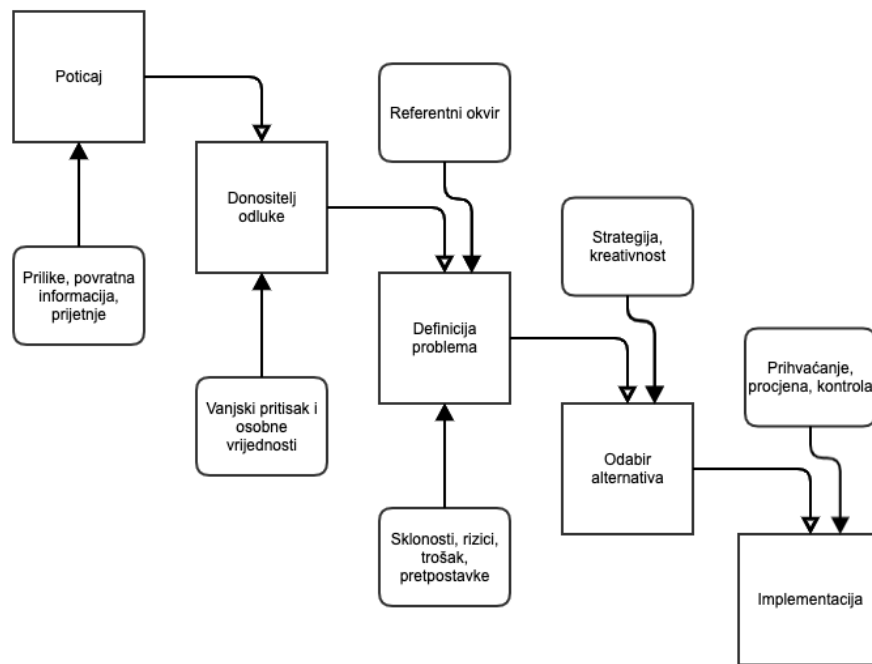 Poticaj
Referentni okvir
Donositelj
odluke
Strategija,
kreativnost
Prilike, povratna
informacija,
prijetnje
Definicija
problema
Prihvaćanje,
procjena, kontrola
Vanjski pritisak i
osobne
vrijednosti
Odabir
alternativa
Sklonosti, rizici,
trošak,
pretpostavke
Implementacija